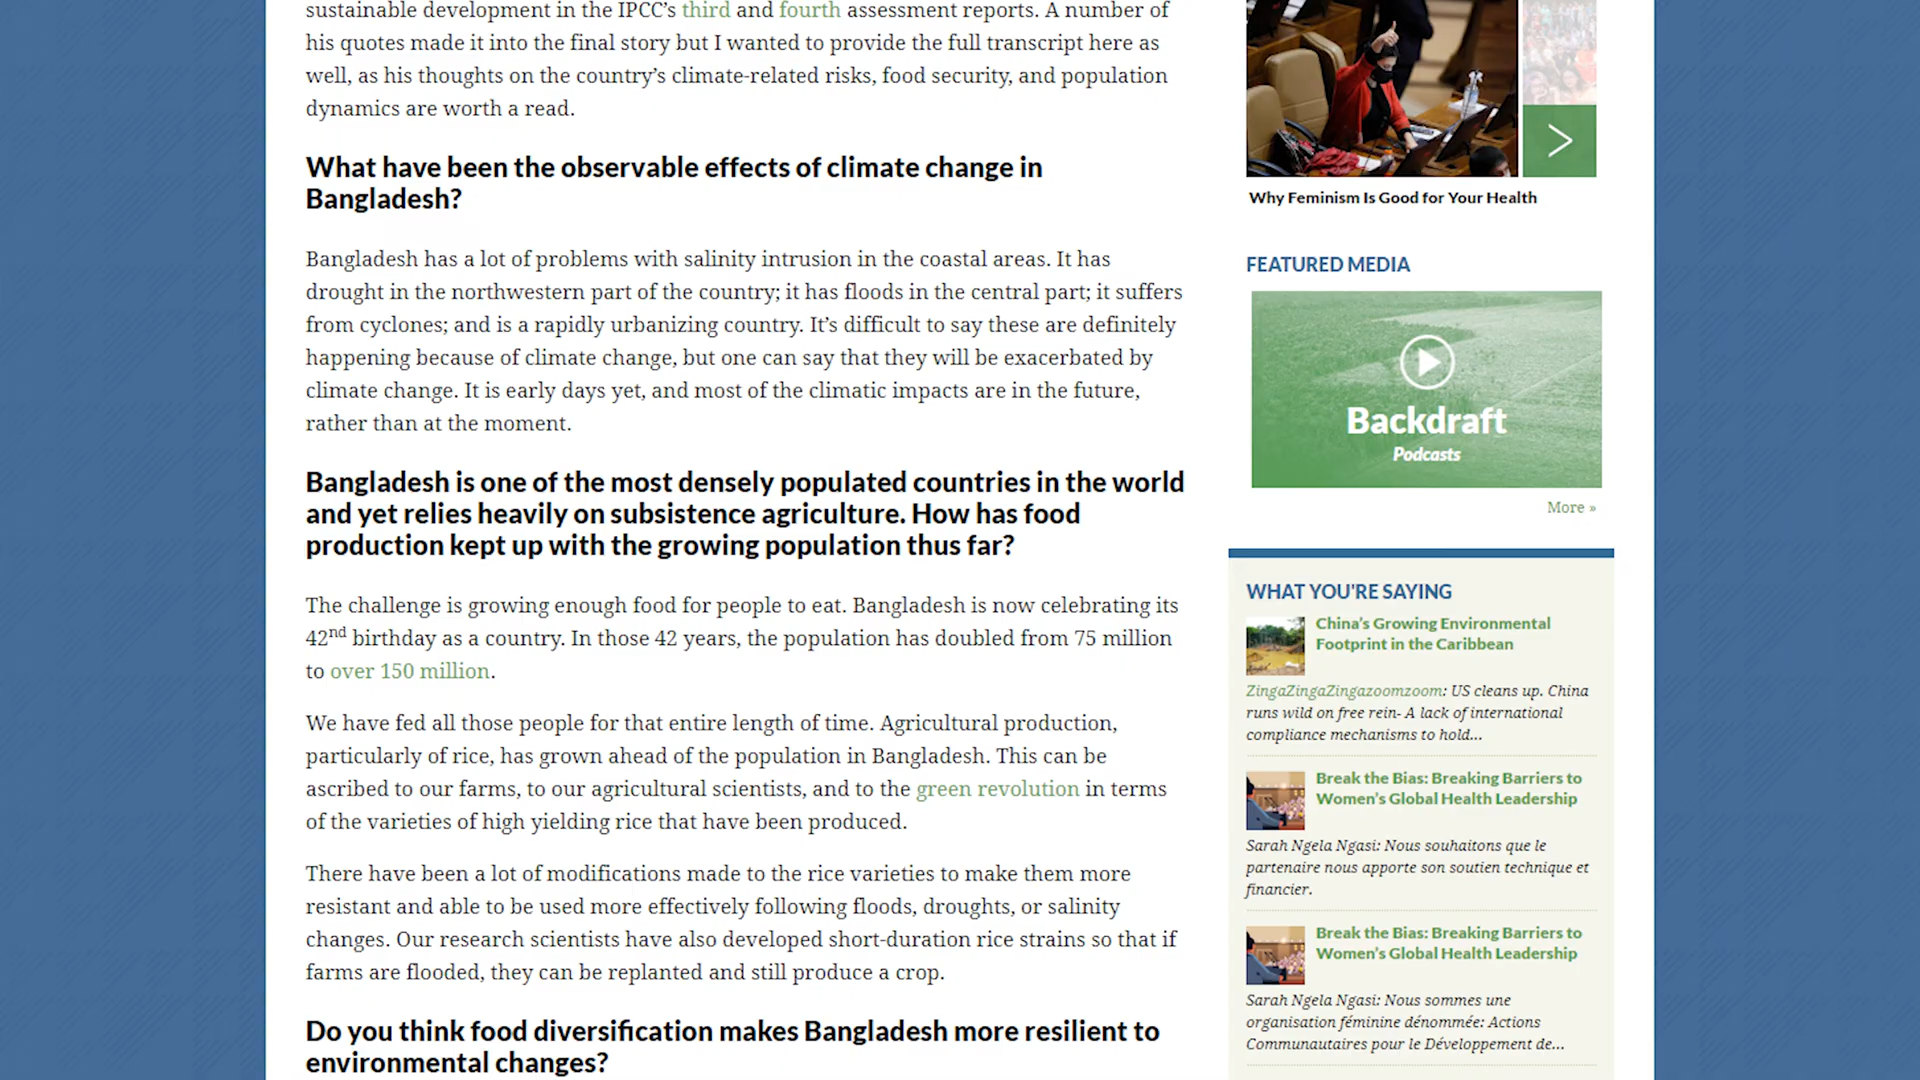 sustainable development in the IPCC’s third and fourth assessment reports. A number of
his quotes made it into the final story but I wanted to provide the full transcript here as
well, as his thoughts on the country’s climate-related risks, food security, and population
dynamics are worth a read.
What have been the observable effects of climate change in
Bangladesh?
Bangladesh has a lot of problems with salinity intrusion in the coastal areas. It has
drought in the northwestern part of the country; it has floods in the central part; it suffers
from cyclones; and is a rapidly urbanizing country. It’s difficult to say these are definitely
happening because of climate change, but one can say that they will be exacerbated by
climate change. It is early days yet, and most of the climatic impacts are in the future,
rather than at the moment.
Bangladesh is one of the most densely populated countries in the world
and yet relies heavily on subsistence agriculture. How has food
production kept up with the growing population thus far?
The challenge is growing enough food for people to eat. Bangladesh is now celebrating its
42nd birthday as a country. In those 42 years, the population has doubled from 75 million
to over 150 million.
We have fed all those people for that entire length of time. Agricultural production,
particularly of rice, has grown ahead of the population in Bangladesh. This can be
ascribed to our farms, to our agricultural scientists, and to the green revolution in terms
of the varieties of high yielding rice that have been produced.
There have been a lot of modifications made to the rice varieties to make them more
resistant and able to be used more effectively following floods, droughts, or salinity
changes. Our research scientists have also developed short-duration rice strains so that if
farms are flooded, they can be replanted and still produce a crop.
Do you think food diversification makes Bangladesh more resilient to
environmental changes?
Why Feminism Is Good for Your Health
FEATURED MEDIA
Backdraft
Podcasts
More »
WHAT YOU'RE SAYING
China’s Growing Environmental
Footprint in the Caribbean
ZingaZingaZingazoomzoom: US cleans up. China
runs wild on free rein- A lack of international
compliance mechanisms to hold...
Break the Bias: Breaking Barriers to
Women’s Global Health Leadership
Sarah Ngela Ngasi: Nous souhaitons que le
partenaire nous apporte son soutien technique et
financier.
Break the Bias: Breaking Barriers to
Women’s Global Health Leadership
Sarah Ngela Ngasi: Nous sommes une
organisation féminine dénommée: Actions
Communautaires pour le Développement de...